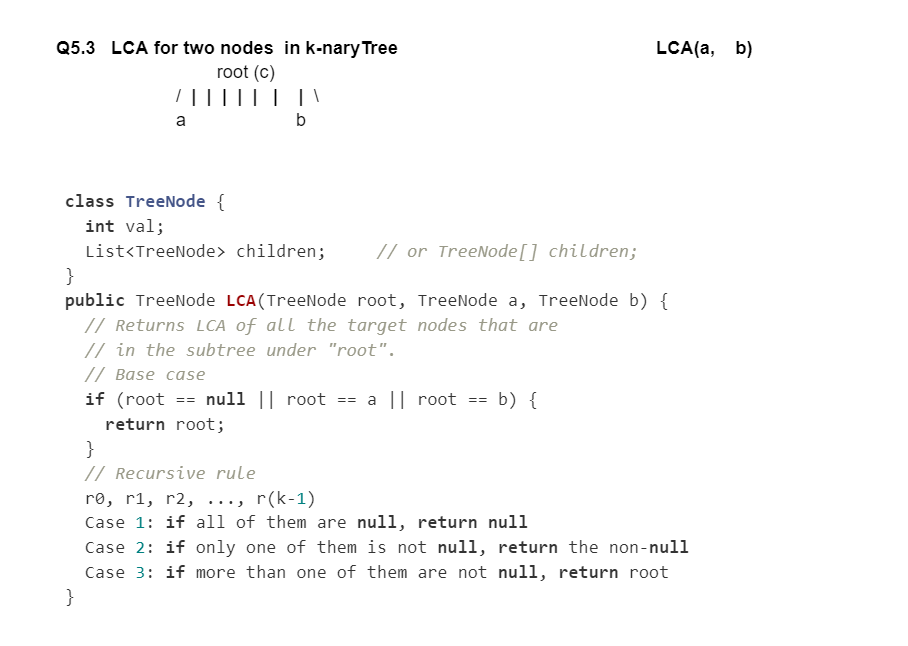 Q5.3 LCA for two nodes in k-nary Tree LCA(a, b)
root (c)
/ | | | | | | | \
a b
class TreeNode {
int val;
List<TreeNode> children; // or TreeNode[] children;
}
public TreeNode LCA(TreeNode root, TreeNode a, TreeNode b) {
// Returns LCA of all the target nodes that are
// in the subtree under "root".
// Base case
if (root == null || root == a || root == b) {
return root;
}
// Recursive rule
r0, r1, r2, ..., r(k-1)
Case 1: if all of them are null, return null
Case 2: if only one of them is not null, return the non-null
Case 3: if more than one of them are not null, return root
}